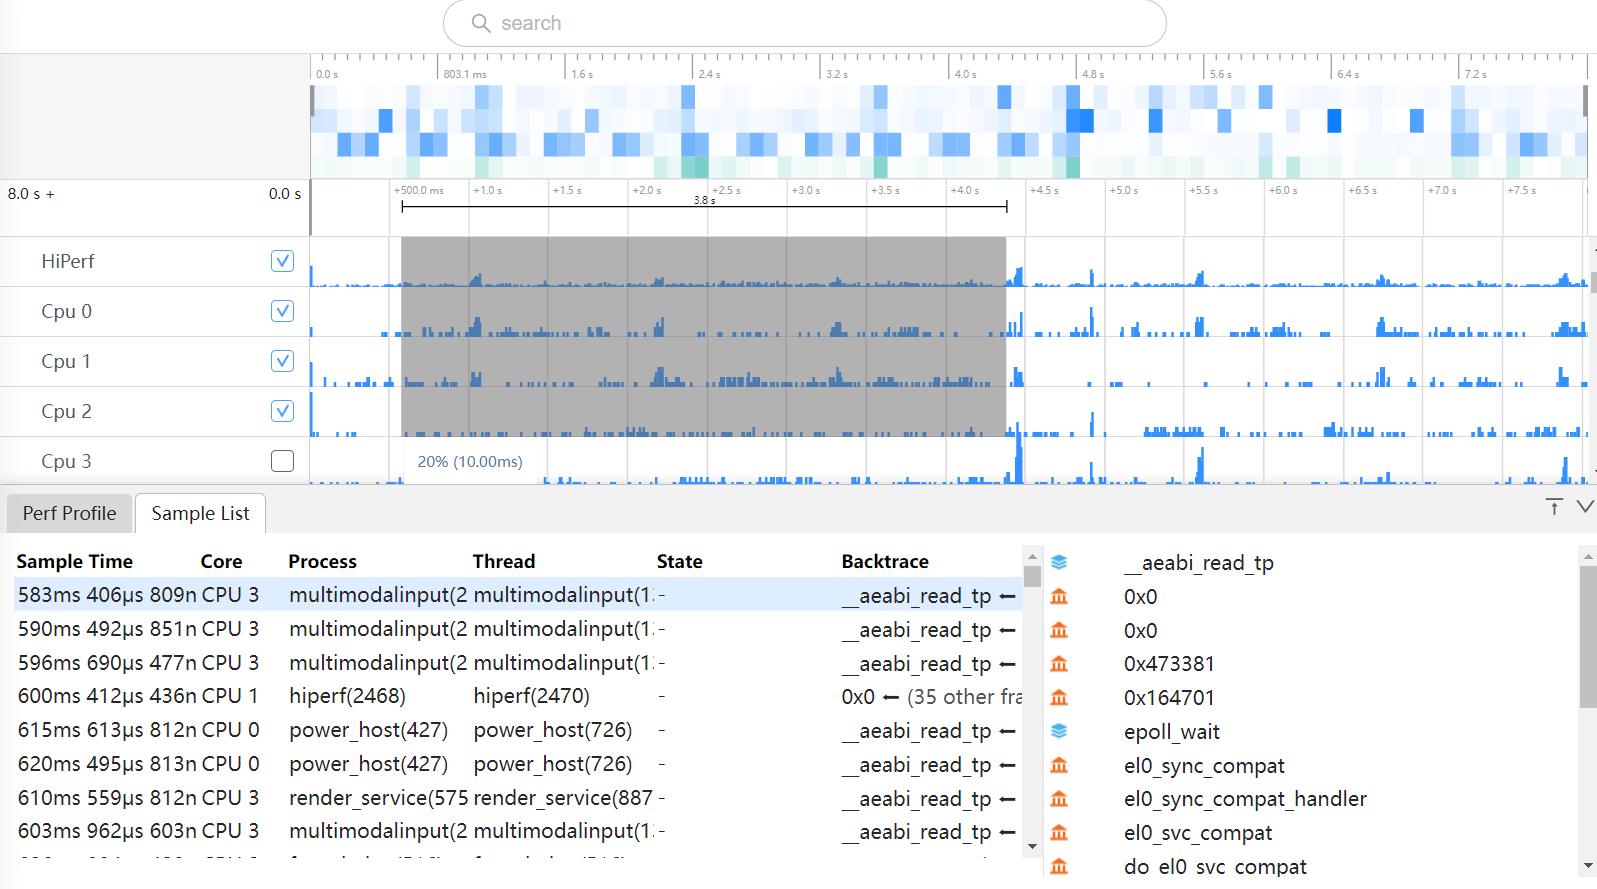 search
0.0 s 803.1 ms 1.6 s 2.4 s 3.2 s 4.0 s 4.8 s 5.6 s 6.4 s 7.2 s
8.0 s + 0.0 s +500.0 ms +1.0 s +1.5 s +2.0 s +2.5 s +3.0 s +3.5 s +4.0 s +4.5 s +5.0 s +5.5 s +6.0 s +6.5 s +7.0 s +7.5 s
3.8 s
HiPerf
Cpu 0
Cpu 1
Cpu 2
Cpu 3
20% (10.00ms)
Perf Profile Sample List
Sample Time Core Process Thread State Backtrace
583ms 406μs 809n CPU 3 multimodalinput(2 multimodalinput(1 - __aeabi_read_tp ←
590ms 492μs 851n CPU 3 multimodalinput(2 multimodalinput(1 - __aeabi_read_tp ←
596ms 690μs 477n CPU 3 multimodalinput(2 multimodalinput(1 - __aeabi_read_tp ←
600ms 412μs 436n CPU 1 hiperf(2468) hiperf(2470) - 0x0 ← (35 other fra
615ms 613μs 812n CPU 0 power_host(427) power_host(726) - __aeabi_read_tp ←
620ms 495μs 813n CPU 0 power_host(427) power_host(726) - __aeabi_read_tp ←
610ms 559μs 812n CPU 3 render_service(575 render_service(887 - __aeabi_read_tp ←
603ms 962μs 603n CPU 3 multimodalinput(2 multimodalinput(1 - __aeabi_read_tp ←
__aeabi_read_tp
0x0
0x0
0x473381
0x164701
epoll_wait
el0_sync_compat
el0_sync_compat_handler
el0_svc_compat
do_el0_svc_compat